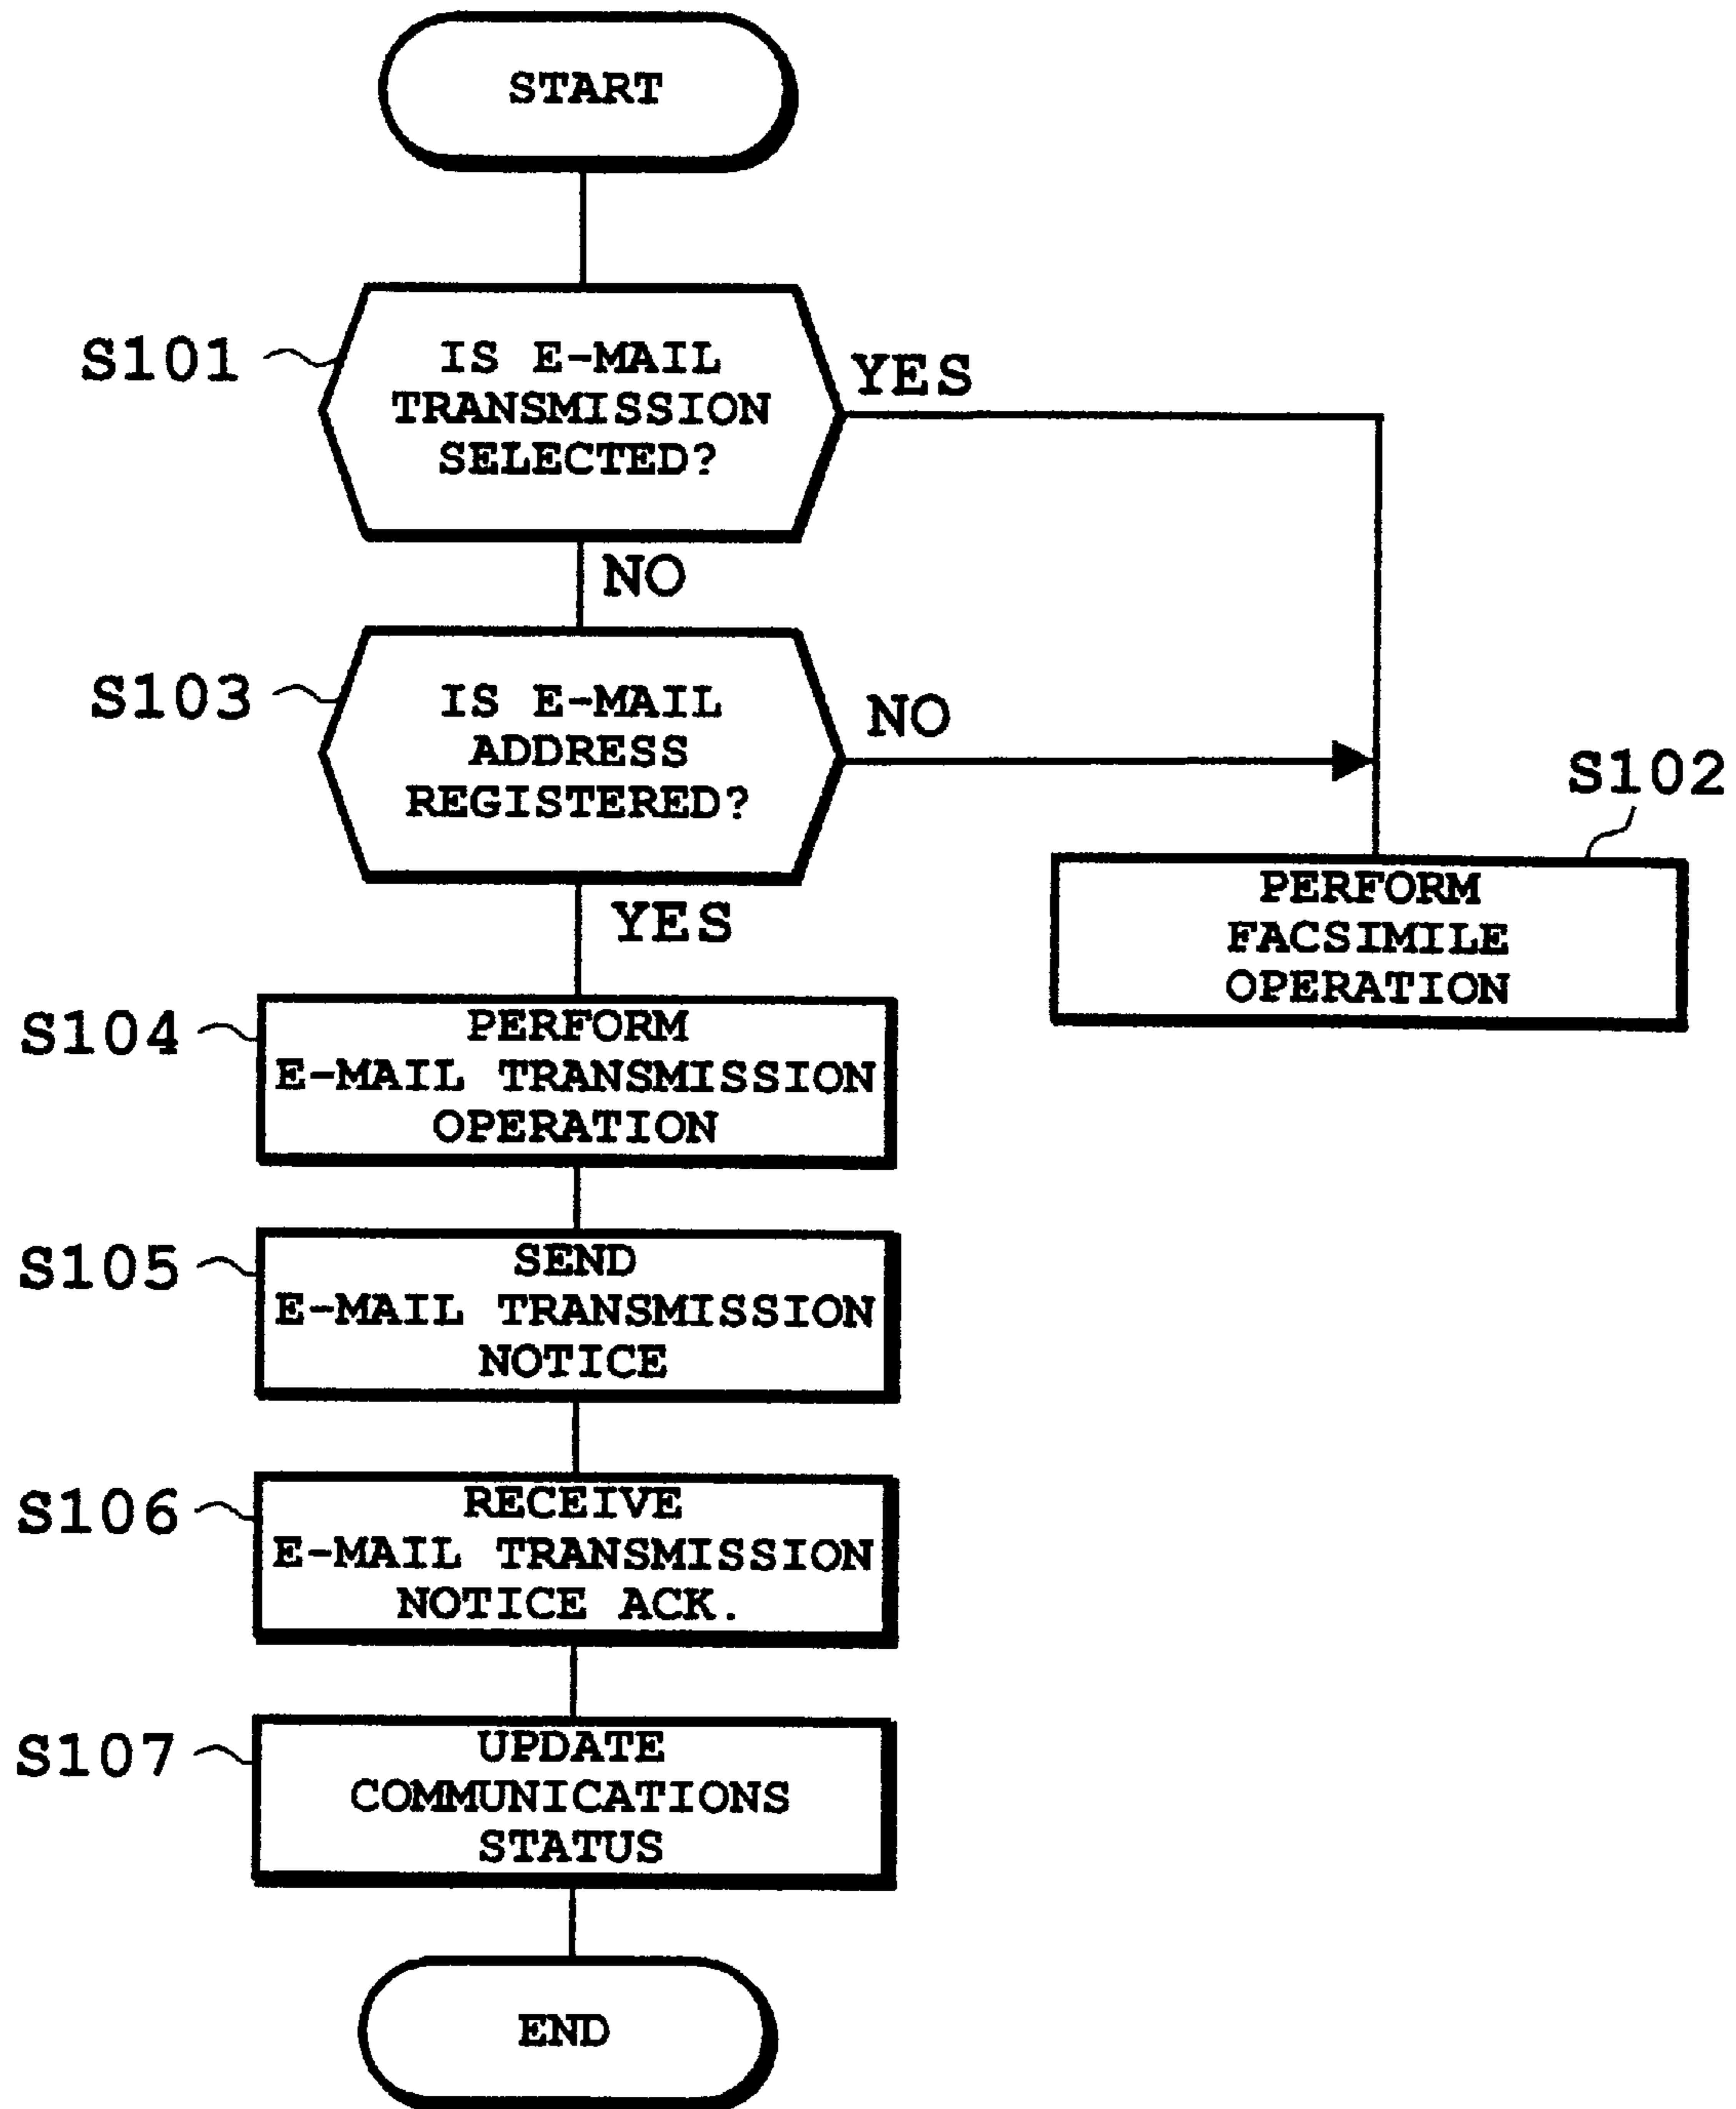 START
S101
IS E-MAIL
TRANSMISSION
SELECTED?
YES
NO
S103
IS E-MAIL
ADDRESS
REGISTERED?
NO
YES
S102
PERFORM
FACSIMILE
OPERATION
S104
PERFORM
E-MAIL TRANSMISSION
OPERATION
S105
SEND
E-MAIL TRANSMISSION
NOTICE
S106
RECEIVE
E-MAIL TRANSMISSION
NOTICE ACK.
S107
UPDATE
COMMUNICATIONS
STATUS
END